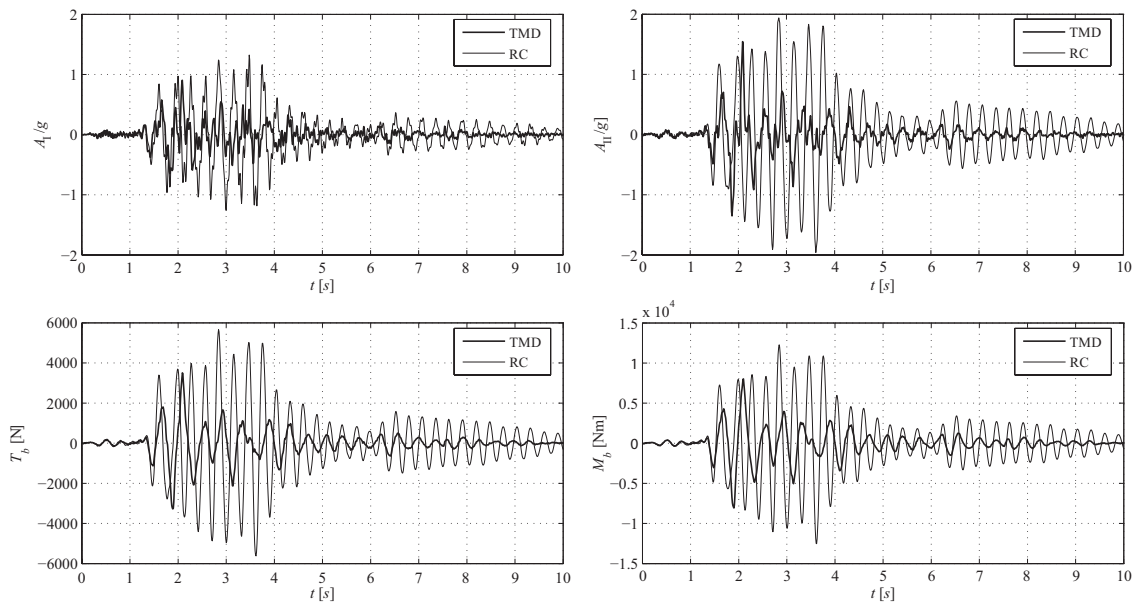 2
1
0
−1
−2
A_I /g
TMD
RC
0 1 2 3 4 5 6 7 8 9 10
t [s]
2
1
0
−1
−2
A_II /g]
TMD
RC
0 1 2 3 4 5 6 7 8 9 10
t [s]
6000
4000
2000
0
−2000
−4000
−6000
T_b [N]
TMD
RC
0 1 2 3 4 5 6 7 8 9 10
t [s]
x 10^4
1.5
1
0.5
0
−0.5
−1
−1.5
M_b [Nm]
TMD
RC
0 1 2 3 4 5 6 7 8 9 10
t [s]